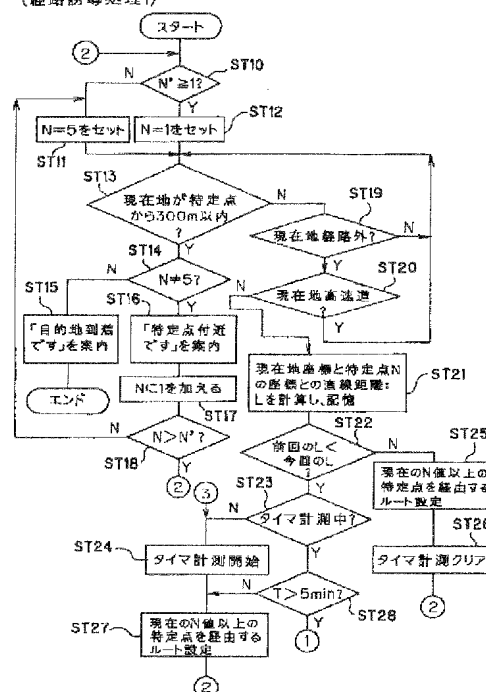 (経路誘導処理1)
スタート
②
ST10
N
N'≧1?
Y
ST12
N=5をセット
N=1をセット
ST11
ST13
現在地が特定点
から300m以内
?
N
ST19
現在地経路外?
N
Y
ST14
Y
ST20
N
N≠5?
現在地高速道
?
N
Y
ST15
ST16
Y
「目的地到着
です」を案内
「特定点付近
です」を案内
現在地座標と特定点N
の座標との直線距離:
Lを計算し、記憶
ST21
エンド
Nに1を加える
ST17
ST22
N
N>N'?
ST18
Y
②
前回のL<
今回のL
?
N
ST25
現在のN値以上の
特定点を経由する
ルート設定
③
ST23
Y
N
タイマ計測中?
ST26
ST24
タイマ計測開始
Y
タイマ計測クリア
N
T>5min?
ST28
②
ST27
現在のN値以上の
特定点を経由する
ルート設定
Y
①
②